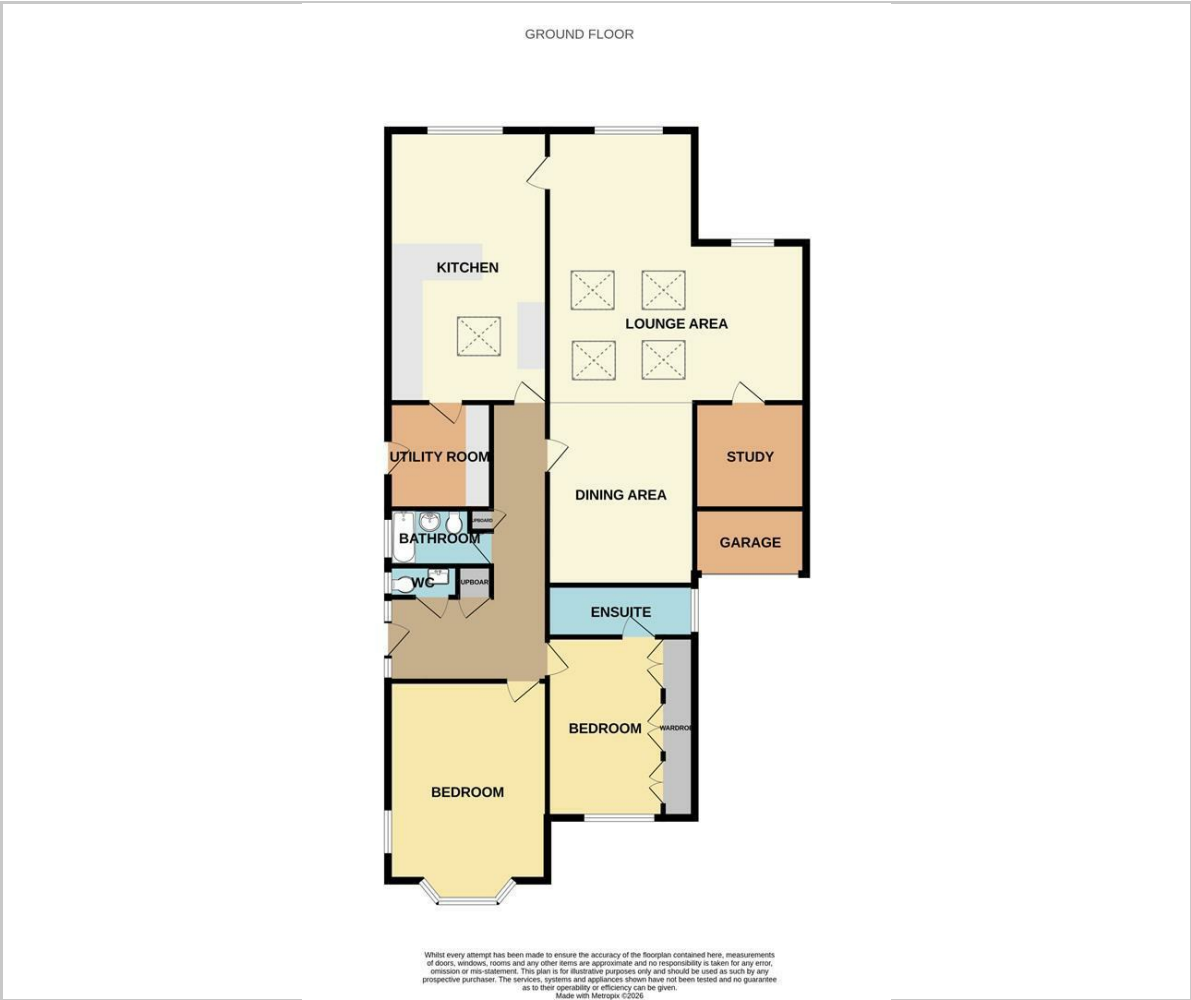 GROUND FLOOR
KITCHEN
LOUNGE AREA
UTILITY ROOM
STUDY
DINING AREA
UPBOARD
BATHROOM
GARAGE
WC
UPBOAR
ENSUITE
BEDROOM
WARDROB
BEDROOM
Whilst every attempt has been made to ensure the accuracy of the floorplan contained here, measurements
of doors, windows, rooms and any other items are approximate and no responsibility is taken for any error,
omission or mis-statement. This plan is for illustrative purposes only and should be used as such by any
prospective purchaser. The services, systems and appliances shown have not been tested and no guarantee
as to their operability or efficiency can be given.
Made with Metropix ©2026